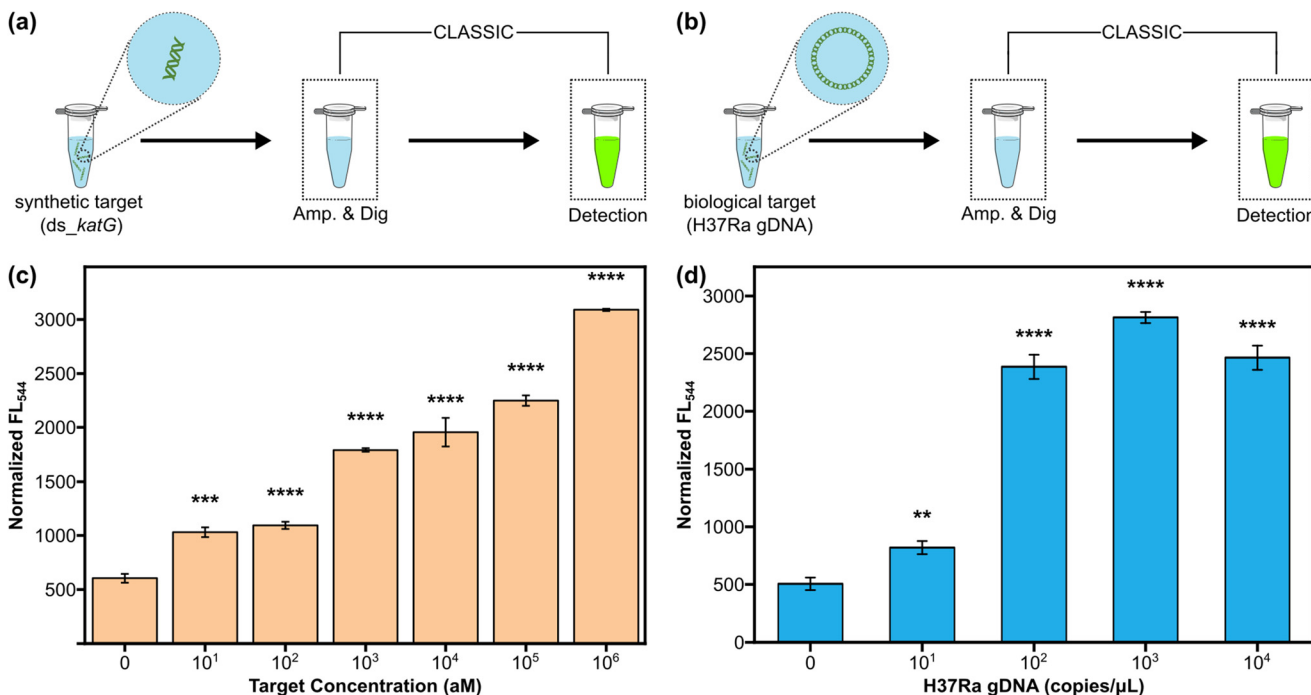 (a)
CLASSIC
synthetic target
(ds_katG)
Amp. & Dig
Detection
(b)
CLASSIC
biological target
(H37Ra gDNA)
Amp. & Dig
Detection
(c)
Normalized FL₅₄₄
3000
2500
2000
1500
1000
500
***
****
****
****
****
****
0 10¹ 10² 10³ 10⁴ 10⁵ 10⁶
Target Concentration (aM)
(d)
Normalized FL₅₄₄
3000
2500
2000
1500
1000
500
0
**
****
****
****
0 10¹ 10² 10³ 10⁴
H37Ra gDNA (copies/µL)